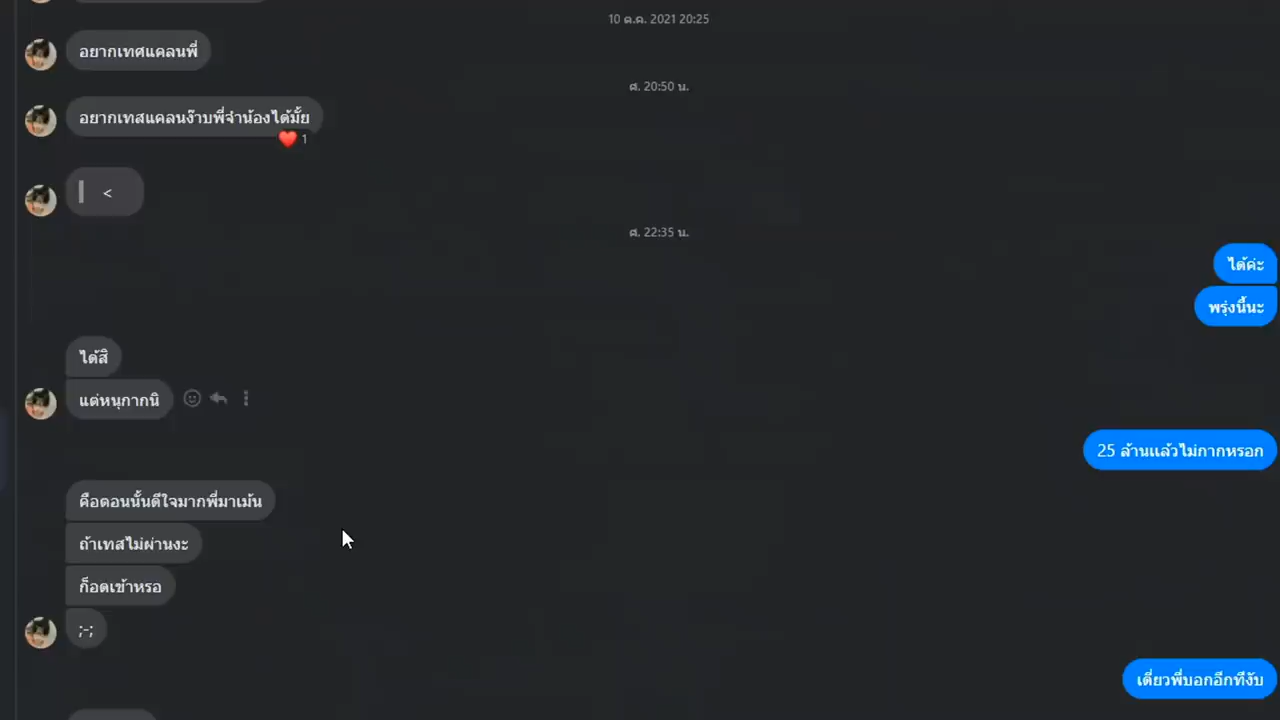 10 ต.ค. 2021 20:25
อยากเทศแคลนพี่
ศ. 20:50 น.
อยากเทสแคลนง๊าบพี่จำน้องได้มั้ย
1
<
ศ. 22:35 น.
ได้ค่ะ
พรุ่งนี้นะ
ได้สิ
แต่หนุกากนิ
25 ล้านแล้วไม่กากหรอก
คือตอนนั้นดีใจมากพี่มาเม้น
ถ้าเทสไม่ผ่านงะ
ก็อดเข้าหรอ
;-;
เดี่ยวพี่บอกอีกทีงับ